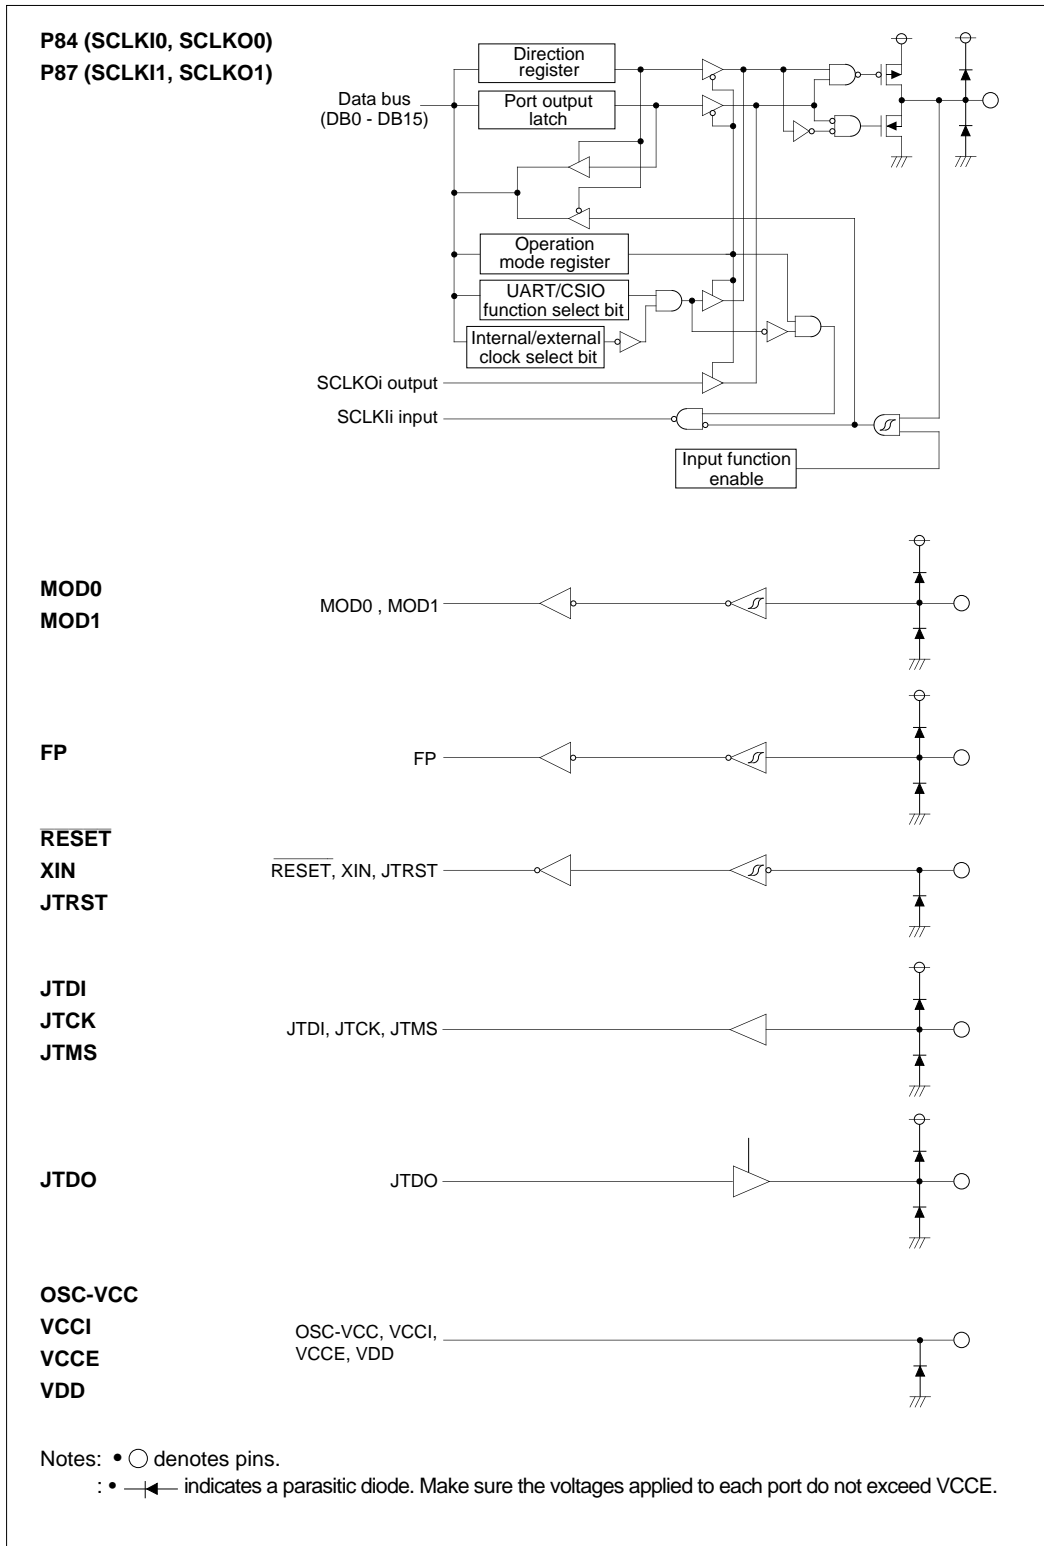 P84 (SCLKI0, SCLKO0)
P87 (SCLKI1, SCLKO1)
Data bus
(DB0 - DB15)
Direction
register
Port output
latch
Operation
mode register
UART/CSIO
function select bit
Internal/external
clock select bit
SCLKOi output
SCLKIi input
Input function
enable
MOD0
MOD1
MOD0 , MOD1
FP
FP
RESET
XIN
JTRST
RESET, XIN, JTRST
JTDI
JTCK
JTMS
JTDI, JTCK, JTMS
JTDO
JTDO
OSC-VCC
VCCI
VCCE
VDD
OSC-VCC, VCCI,
VCCE, VDD
Notes: • ○ denotes pins.
: • indicates a parasitic diode. Make sure the voltages applied to each port do not exceed VCCE.